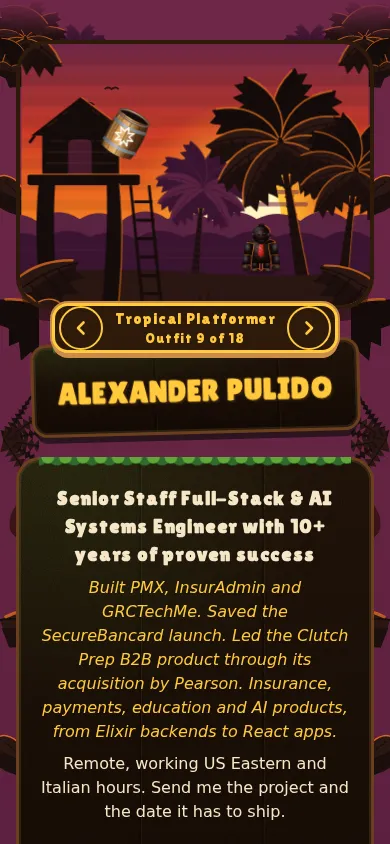 Tropical Platformer
Outfit 9 of 18
ALEXANDER PULIDO
Senior Staff Full-Stack & AI
Systems Engineer with 10+
years of proven success
Built PMX, InsurAdmin and
GRCTechMe. Saved the
SecureBancard launch. Led the Clutch
Prep B2B product through its
acquisition by Pearson. Insurance,
payments, education and AI products,
from Elixir backends to React apps.
Remote, working US Eastern and
Italian hours. Send me the project and
the date it has to ship.